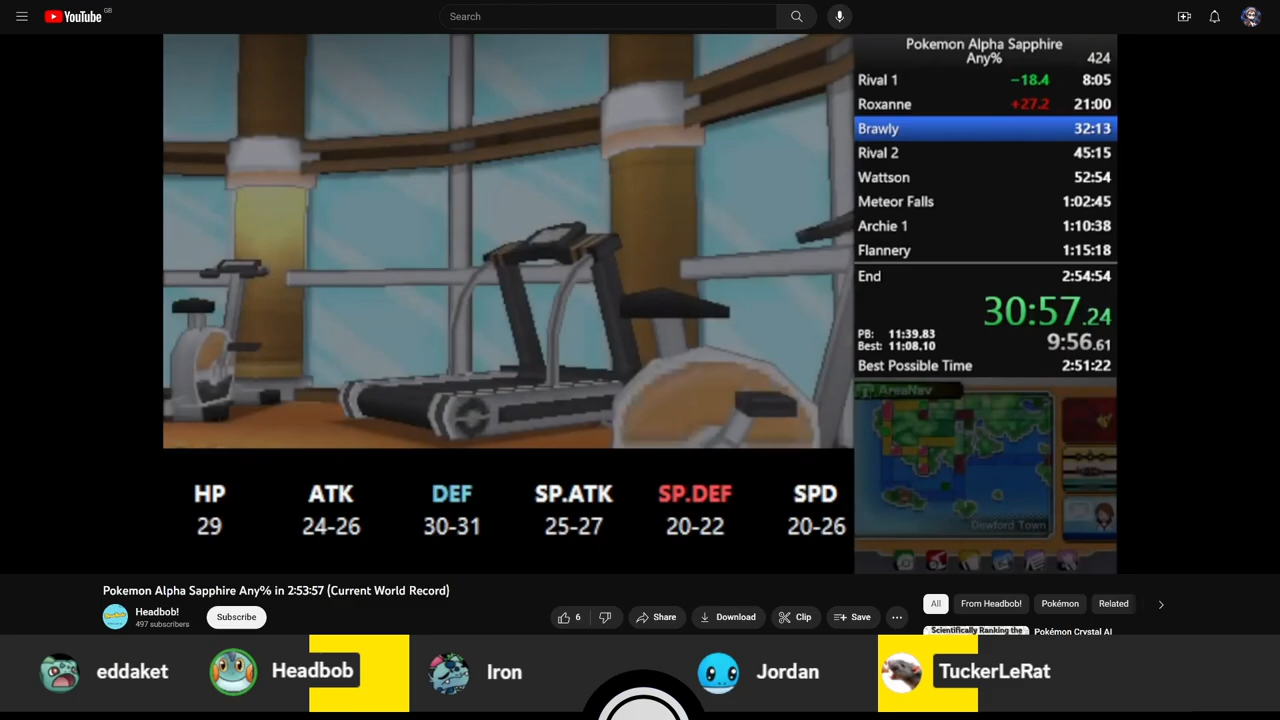 YouTube GB
Search
Pokemon Alpha Sapphire
Any% 424
Rival 1 −18.4 8:05
Roxanne +27.2 21:00
Brawly 32:13
Rival 2 45:15
Wattson 52:54
Meteor Falls 1:02:45
Archie 1 1:10:38
Flannery 1:15:18
End 2:54:54
30:57.24
PB: 11:39.83
Best: 11:08.10
9:56.61
Best Possible Time 2:51:22
AreaNav
Dewford Town
HP ATK DEF SP.ATK SP.DEF SPD
29 24-26 30-31 25-27 20-22 20-26
Pokemon Alpha Sapphire Any% in 2:53:57 (Current World Record)
Headbob!
497 subscribers
Subscribe
6
Share
Download
Clip
Save
All
From Headbob!
Pokémon
Related
Scientifically Ranking the
Pokémon Crystal AI
eddaket
Headbob
Iron
Jordan
TuckerLeRat